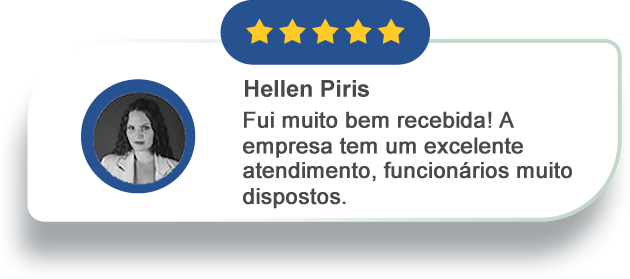 Hellen Piris
Fui muito bem recebida! A
empresa tem um excelente
atendimento, funcionários muito
dispostos.